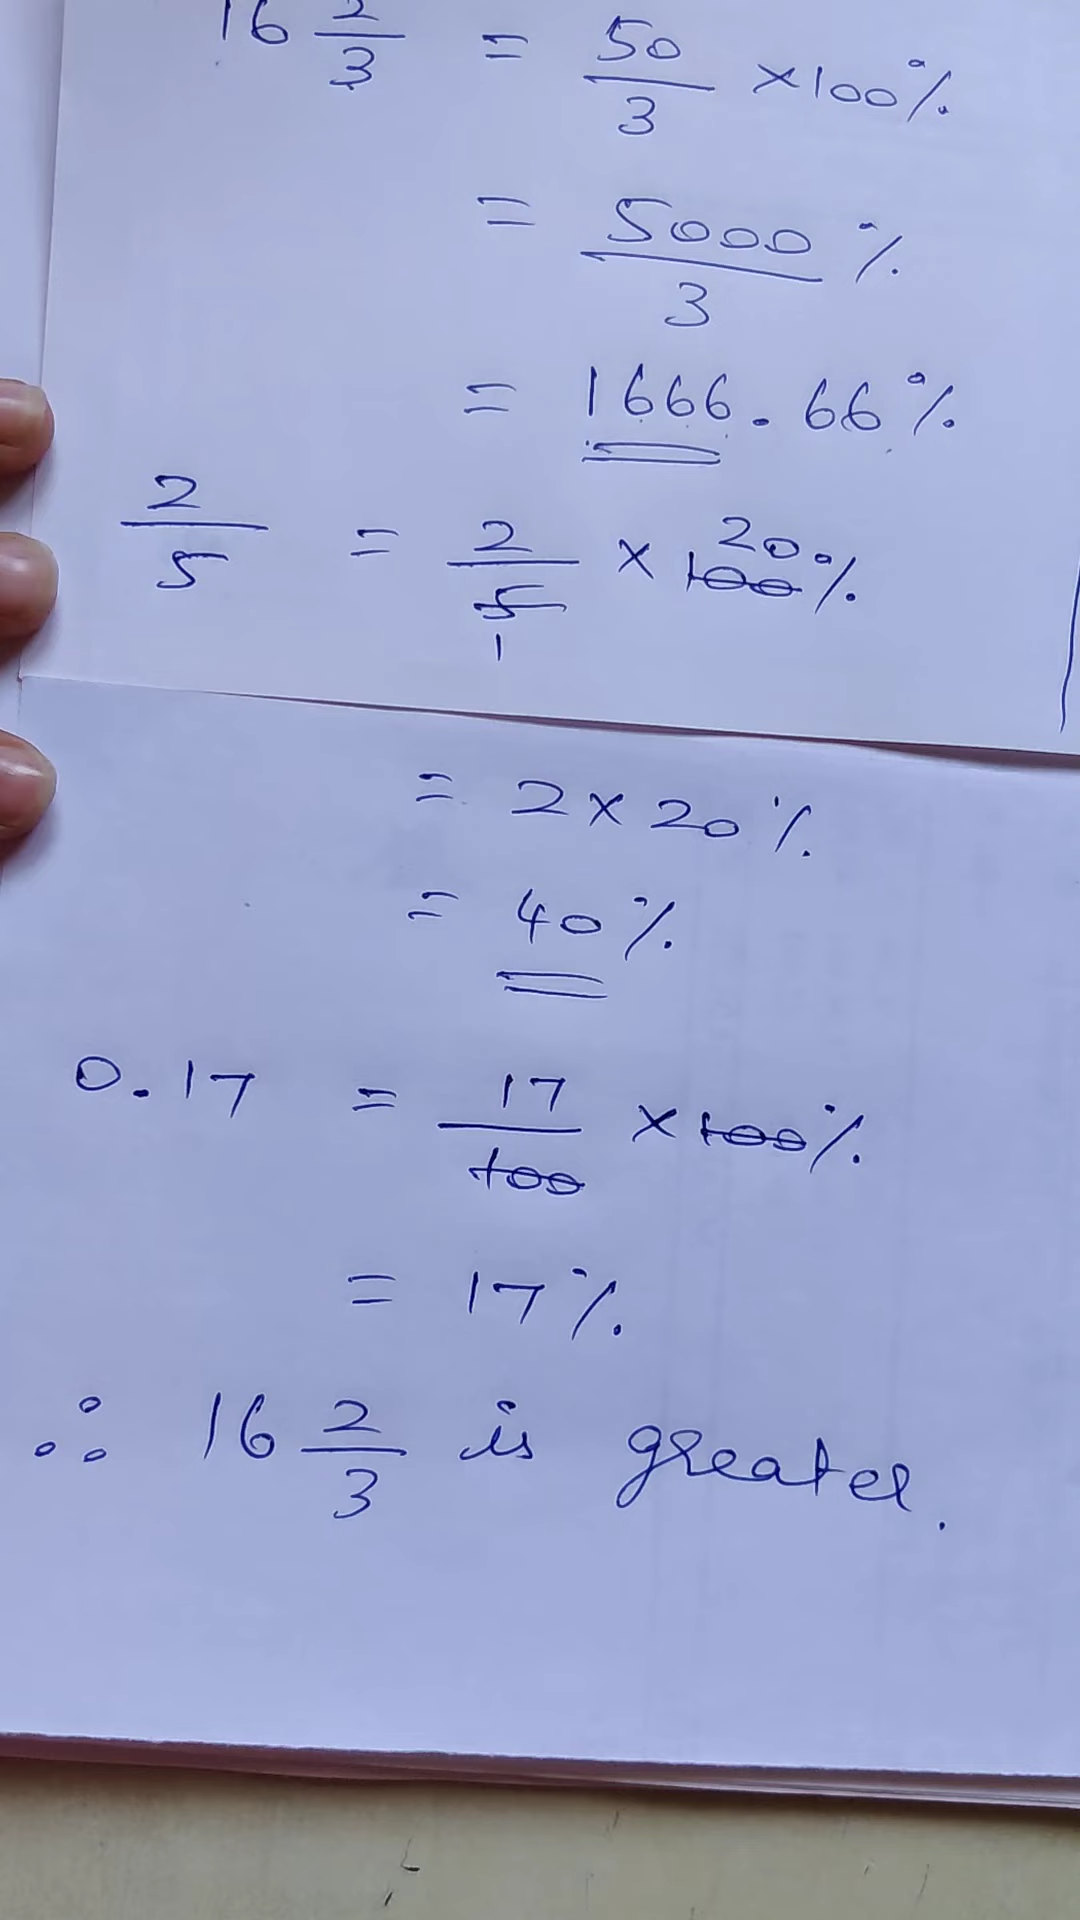 16 2/3 = 50/3 ×100%
= 5000/3 %
= 1666.66%
2/5 = 2/5 × 100% 20 1
= 2×20%
= 40%
0.17 = 17/100 ×100%
= 17%
∴ 16 2/3 is greater.